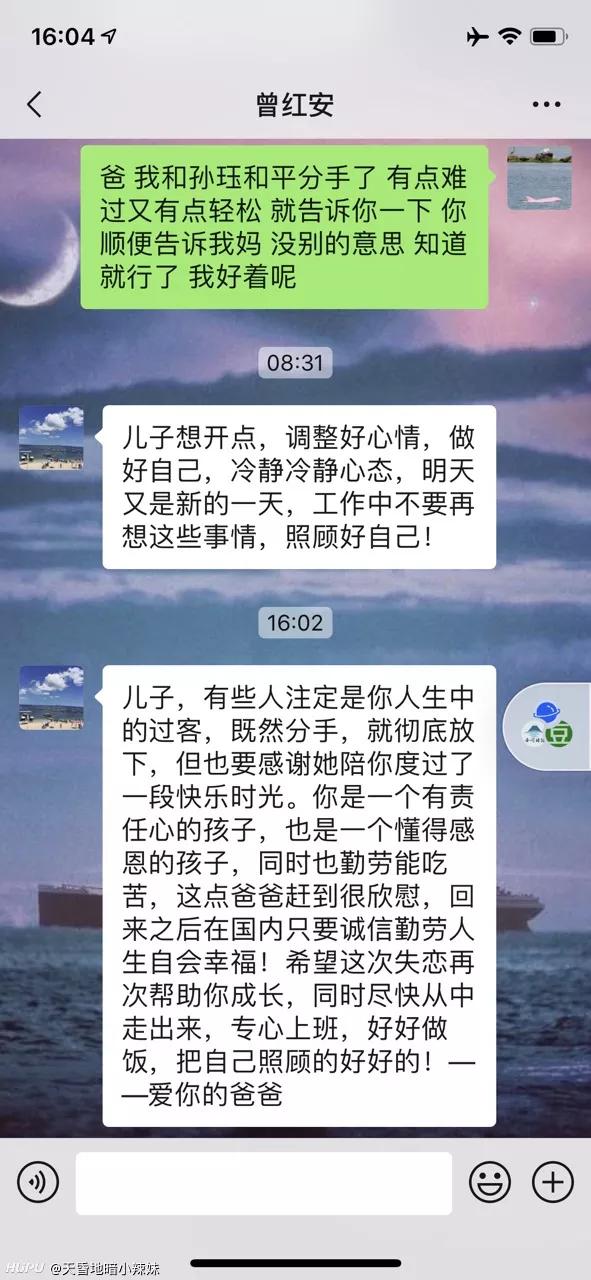 16:04
曾红安
爸 我和孙珏和平分手了 有点难
过又有点轻松 就告诉你一下 你
顺便告诉我妈 没别的意思 知道
就行了 我好着呢
08:31
儿子想开点，调整好心情，做
好自己，冷静冷静心态，明天
又是新的一天，工作中不要再
想这些事情，照顾好自己！
16:02
儿子，有些人注定是你人生中
的过客，既然分手，就彻底放
下，但也要感谢她陪你度过了
一段快乐时光。你是一个有责
任心的孩子，也是一个懂得感
恩的孩子，同时也勤劳能吃
苦，这点爸爸赶到很欣慰，回
来之后在国内只要诚信勤劳人
生自会幸福！希望这次失恋再
次帮助你成长，同时尽快从中
走出来，专心上班，好好做
饭，把自己照顾的好好的！—
—爱你的爸爸
豆
HUPU @天昏地暗小辣妹